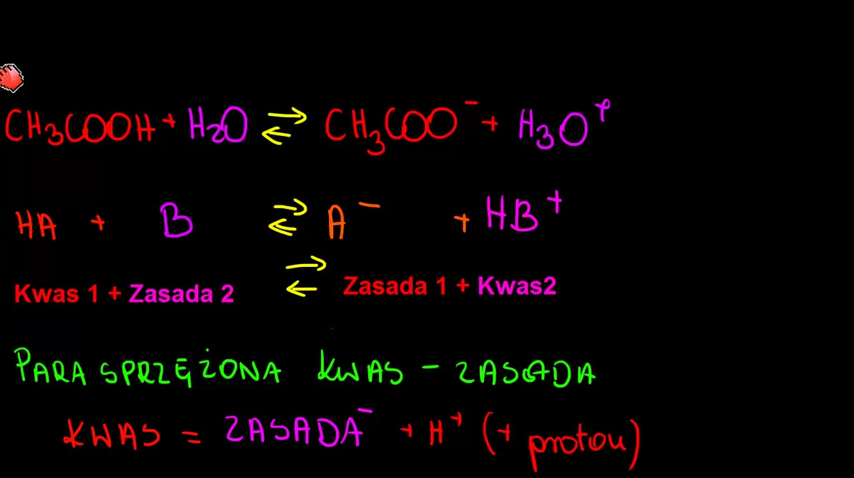 CH3COOH + H2O ⇌ CH3COO⁻ + H3O⁺
HA + B ⇌ A⁻ + HB⁺
Kwas 1 + Zasada 2 ⇌ Zasada 1 + Kwas2
PARA SPRZĘŻONA KWAS - ZASADA
KWAS = ZASADA⁻ + H⁺ (+ proton)